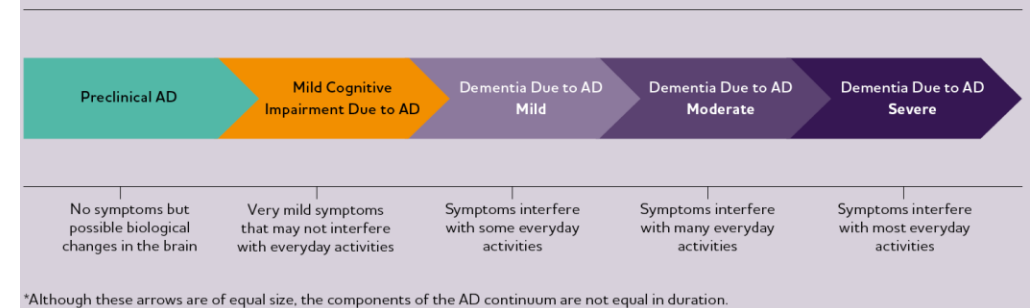 Preclinical AD
Mild Cognitive
Impairment Due to AD
Dementia Due to AD
Mild
Dementia Due to AD
Moderate
Dementia Due to AD
Severe
No symptoms but
possible biological
changes in the brain
Very mild symptoms
that may not interfere
with everyday activities
Symptoms interfere
with some everyday
activities
Symptoms interfere
with many everyday
activities
Symptoms interfere
with most everyday
activities
*Although these arrows are of equal size, the components of the AD continuum are not equal in duration.